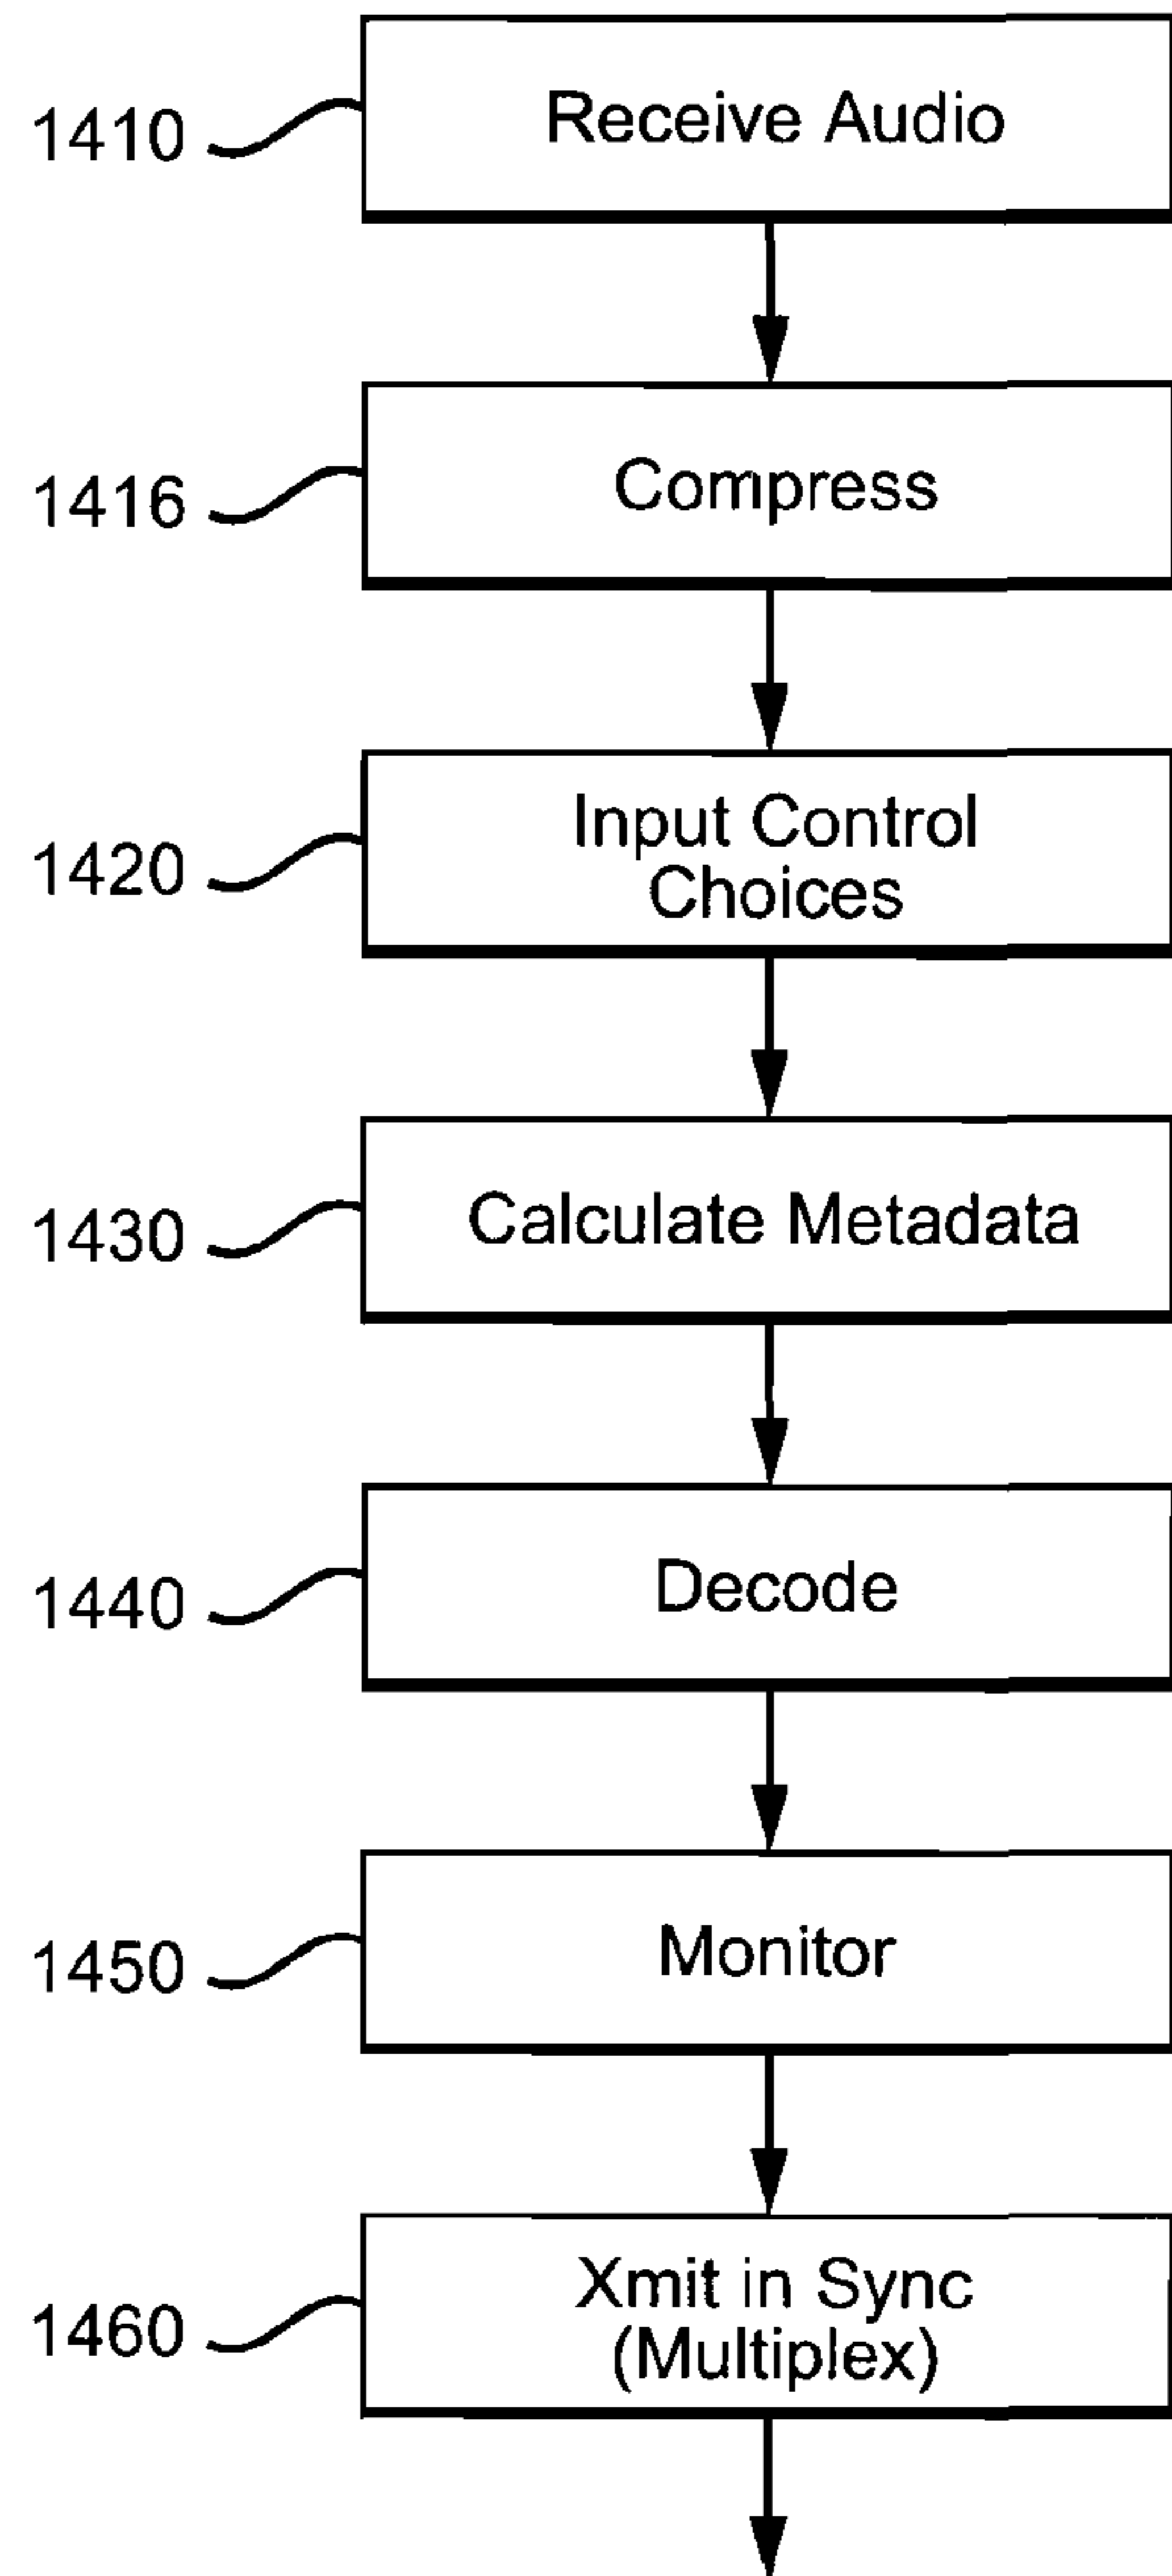 1410
Receive Audio
1416
Compress
1420
Input Control
Choices
1430
Calculate Metadata
1440
Decode
1450
Monitor
1460
Xmit in Sync
(Multiplex)